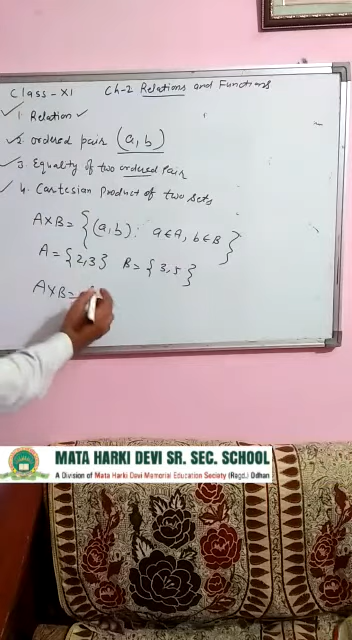 Class-XI Ch-2 Relations and Functions
✓ 1. Relation ✓
✓ 2. ordered pair (a, b)
✓ 3. Equality of two ordered Pair
✓ 4. Cartesian Product of two sets
A×B = {(a, b) : a∈A, b∈B}
A = {2,3} B = {3,5}
A×B =
MATA HARKI DEVI SR. SEC. SCHOOL
A Division of Mata Harki Devi Memorial Education Society (Regd.) Odhan